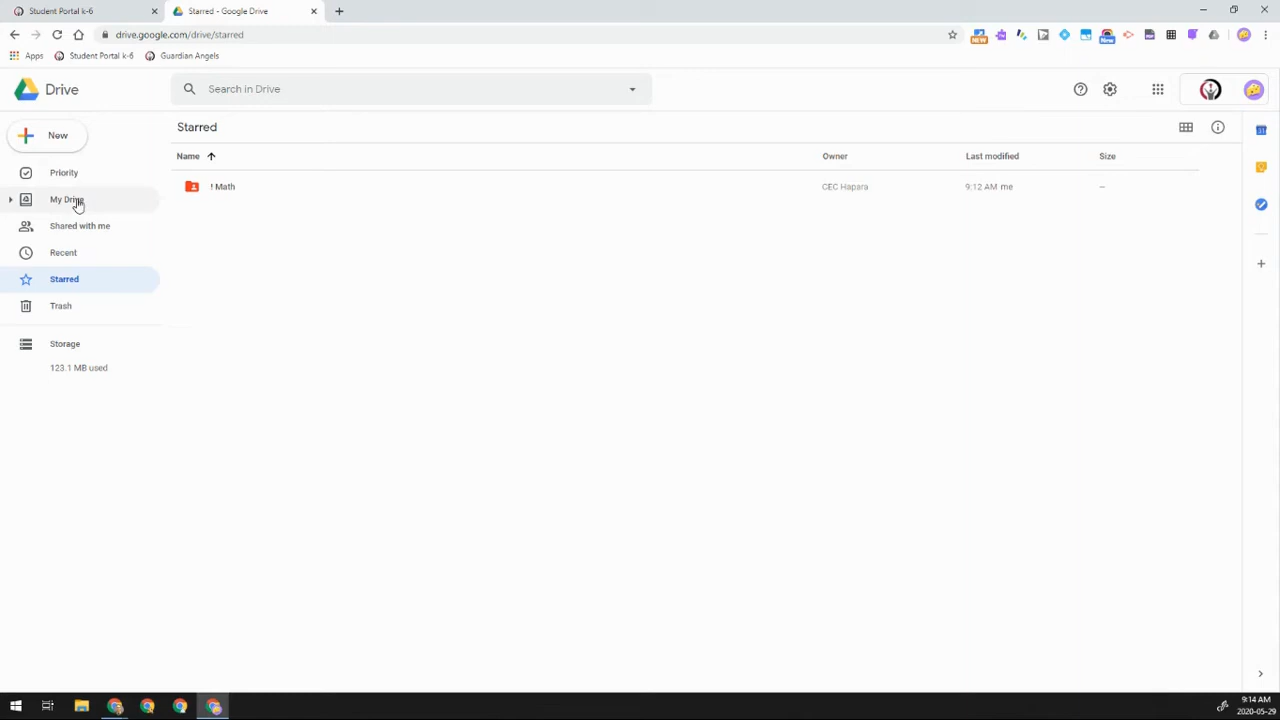 Student Portal k-6
Starred - Google Drive
drive.google.com/drive/starred
NEW
New
Apps
Student Portal k-6
Guardian Angels
Drive
Search in Drive
New
Starred
Name
Owner
Last modified
Size
Priority
! Math
CEC Hapara
9:12 AM me
–
My Drive
Shared with me
Recent
Starred
Trash
Storage
123.1 MB used
9:14 AM
2020-05-29